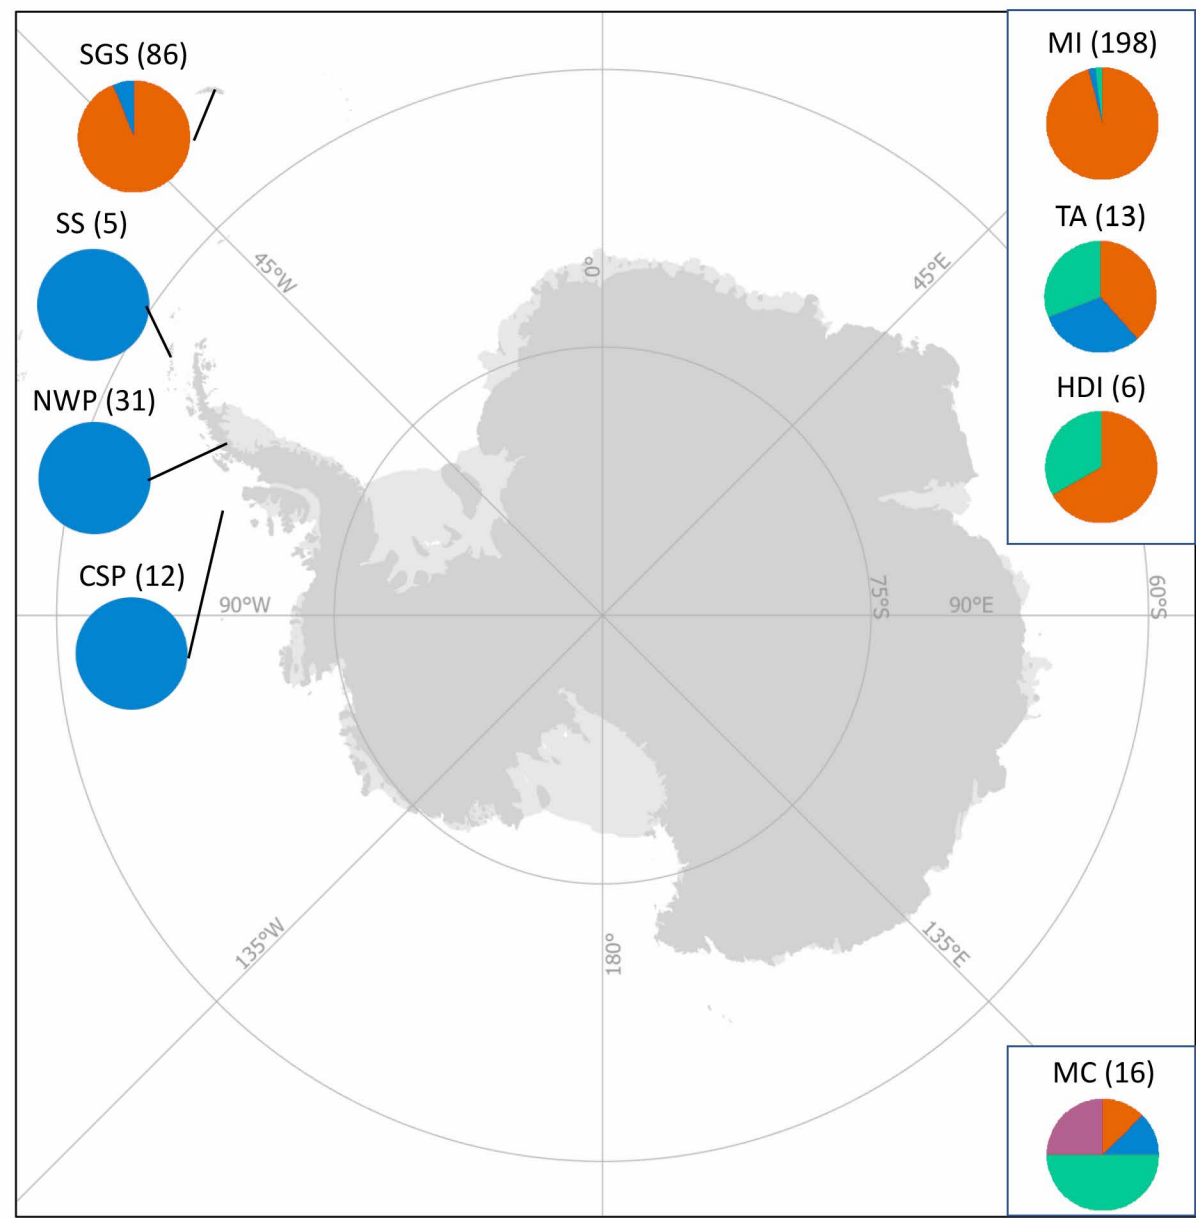 SGS (86)
MI (198)
SS (5)
TA (13)
45°W
0°
45°E
NWP (31)
HDI (6)
CSP (12)
90°W
75°S
90°E
60°S
135°W
180°
135°E
MC (16)